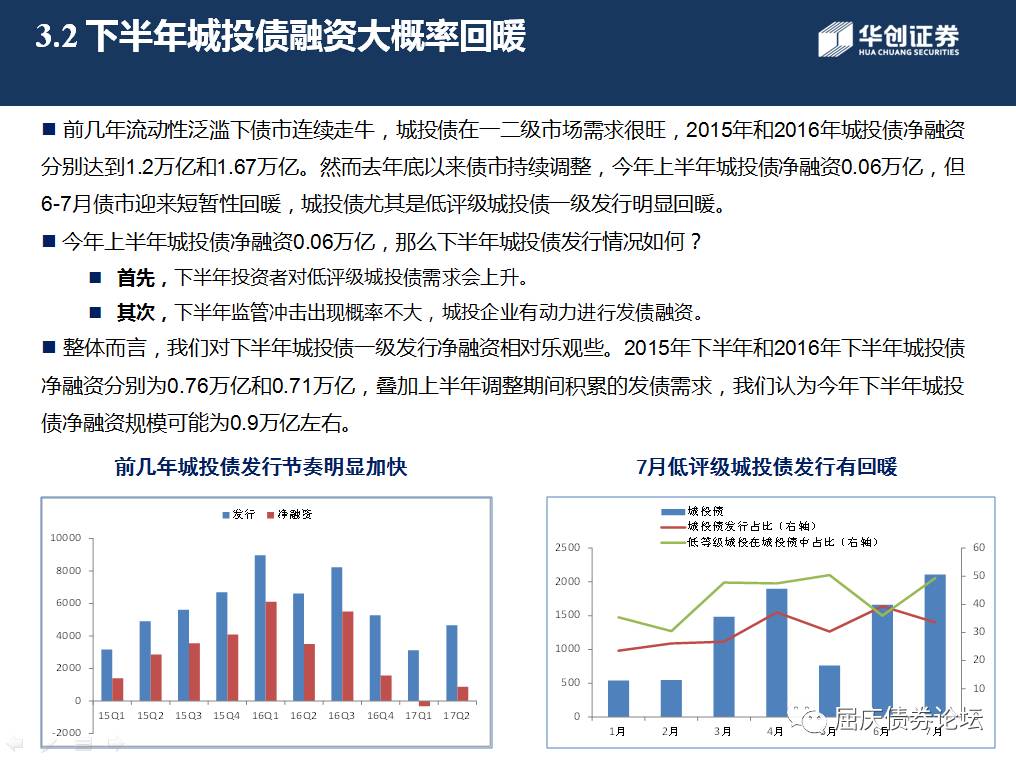 3.2 下半年城投债融资大概率回暖
华创证券
HUA CHUANG SECURITIES
前几年流动性泛滥下债市连续走牛，城投债在一二级市场需求很旺，2015年和2016年城投债净融资
分别达到1.2万亿和1.67万亿。然而去年底以来债市持续调整，今年上半年城投债净融资0.06万亿，但
6-7月债市迎来短暂性回暖，城投债尤其是低评级城投债一级发行明显回暖。
今年上半年城投债净融资0.06万亿，那么下半年城投债发行情况如何？
首先，下半年投资者对低评级城投债需求会上升。
其次，下半年监管冲击出现概率不大，城投企业有动力进行发债融资。
整体而言，我们对下半年城投债一级发行净融资相对乐观些。2015年下半年和2016年下半年城投债
净融资分别为0.76万亿和0.71万亿，叠加上半年调整期间积累的发债需求，我们认为今年下半年城投
债净融资规模可能为0.9万亿左右。
前几年城投债发行节奏明显加快
发行 净融资
10000
8000
6000
4000
2000
0
-2000
15Q1 15Q2 15Q3 15Q4 16Q1 16Q2 16Q3 16Q4 17Q1 17Q2
7月低评级城投债发行有回暖
城投债
城投债发行占比（右轴）
低等级城投在城投债中占比（右轴）
2500
2000
1500
1000
500
0
60
50
40
30
20
10
1月 2月 3月 4月 5月 6月 7月
屈庆债券论坛